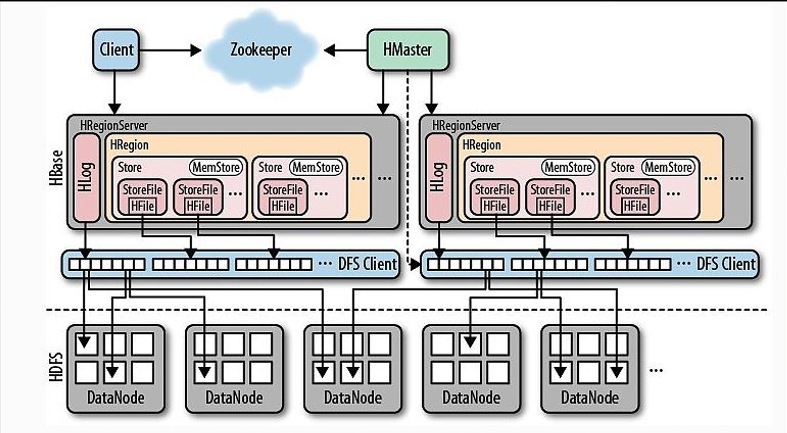 Client
Zookeeper
HMaster
HBase
HRegionServer
HLog
HRegion
Store MemStore
StoreFile
HFile
StoreFile
HFile
...
Store MemStore
StoreFile
HFile
...
...
...
HRegionServer
HLog
HRegion
Store MemStore
StoreFile
HFile
StoreFile
HFile
...
Store MemStore
StoreFile
HFile
...
...
...
... DFS Client
... DFS Client
HDFS
DataNode
DataNode
DataNode
DataNode
DataNode
...